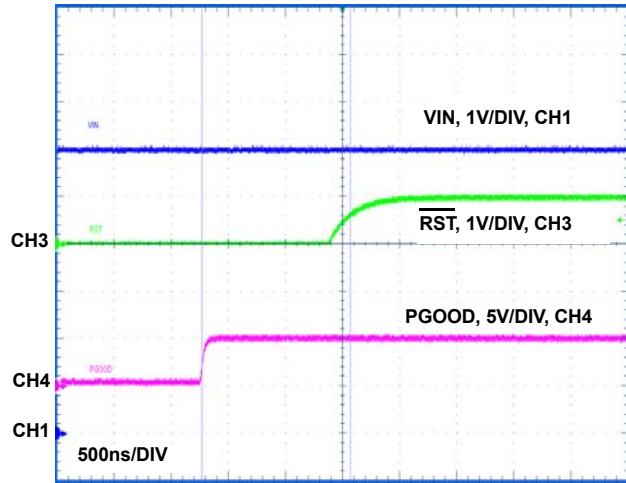 VIN, 1V/DIV, CH1
VIN
RST, 1V/DIV, CH3
CH3
RST
PGOOD, 5V/DIV, CH4
PGOOD
CH4
CH1
500ns/DIV